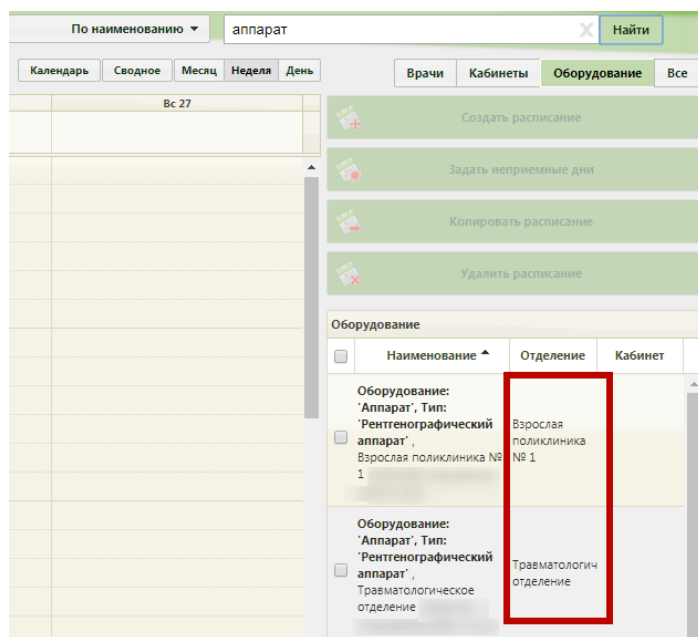 По наименованию
аппарат
X
Найти
Календарь Сводное Месяц Неделя День
Врачи Кабинеты Оборудование Все
Вс 27
Создать расписание
Задать неприемные дни
Копировать расписание
Удалить расписание
Оборудование
Наименование Отделение Кабинет
Оборудование:
'Аппарат', Тип:
'Рентгенографический
аппарат' ,
Взрослая поликлиника №
1
Взрослая
поликлиника
№ 1
Оборудование:
'Аппарат', Тип:
'Рентгенографический
аппарат' ,
Травматологическое
отделение
Травматологич
отделение